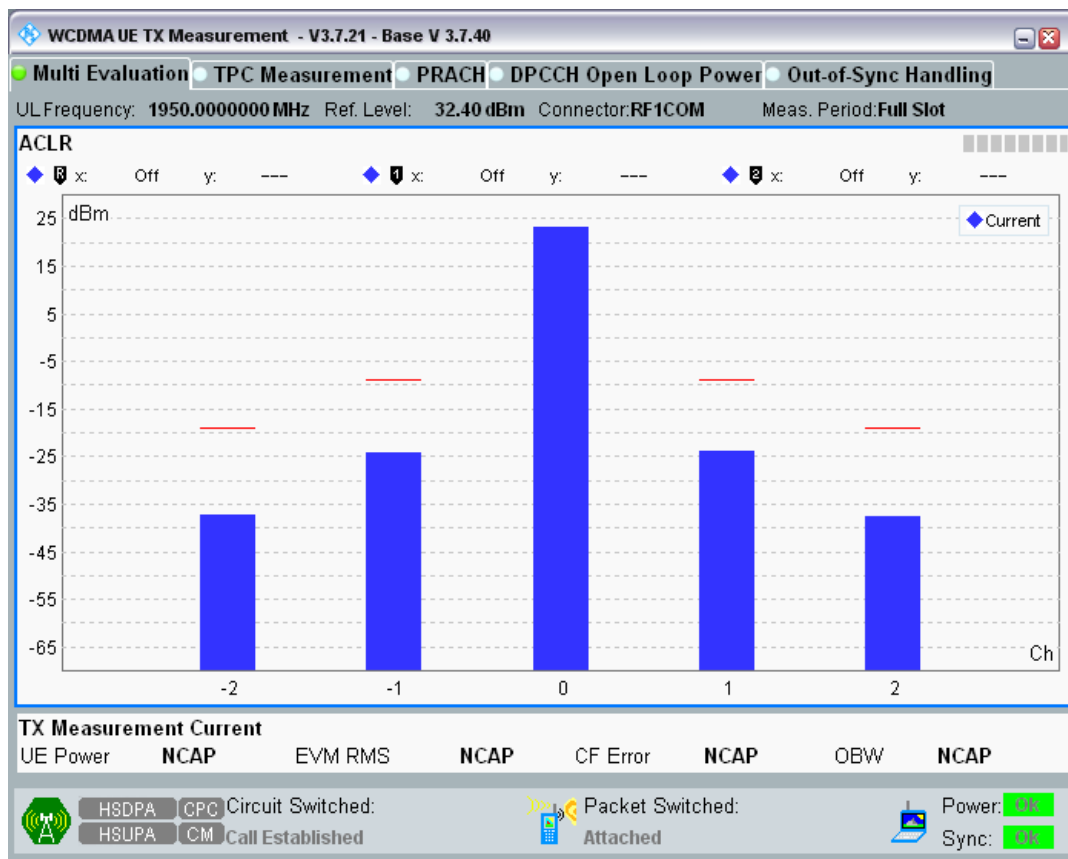 WCDMA UE TX Measurement - V3.7.21 - Base V 3.7.40
Multi Evaluation TPC Measurement PRACH DPCCH Open Loop Power Out-of-Sync Handling
UL Frequency: 1950.0000000 MHz Ref. Level: 32.40 dBm Connector:RF1COM Meas. Period:Full Slot
ACLR
R x: Off y: --- 1 x: Off y: --- 2 x: Off y: ---
25 dBm
Current
15
5
-5
-15
-25
-35
-45
-55
-65
Ch
-2 -1 0 1 2
TX Measurement Current
UE Power NCAP EVM RMS NCAP CF Error NCAP OBW NCAP
HSDPA CPC Circuit Switched: Packet Switched: Power: Ok
HSUPA CM Call Established Attached Sync: Ok